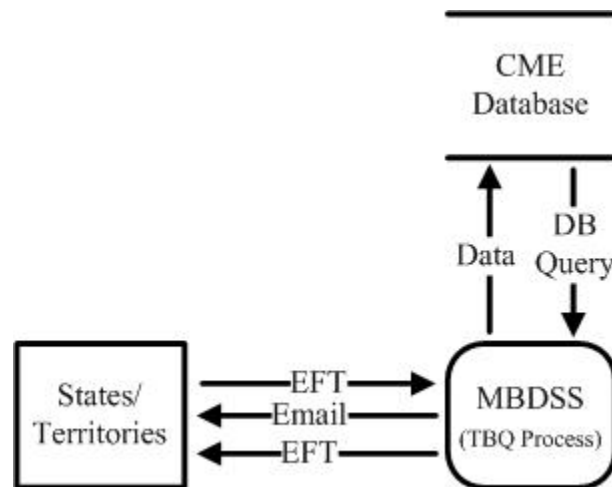 CME
Database
Data
DB
Query
States/
Territories
EFT
Email
EFT
MBDSS
(TBQ Process)